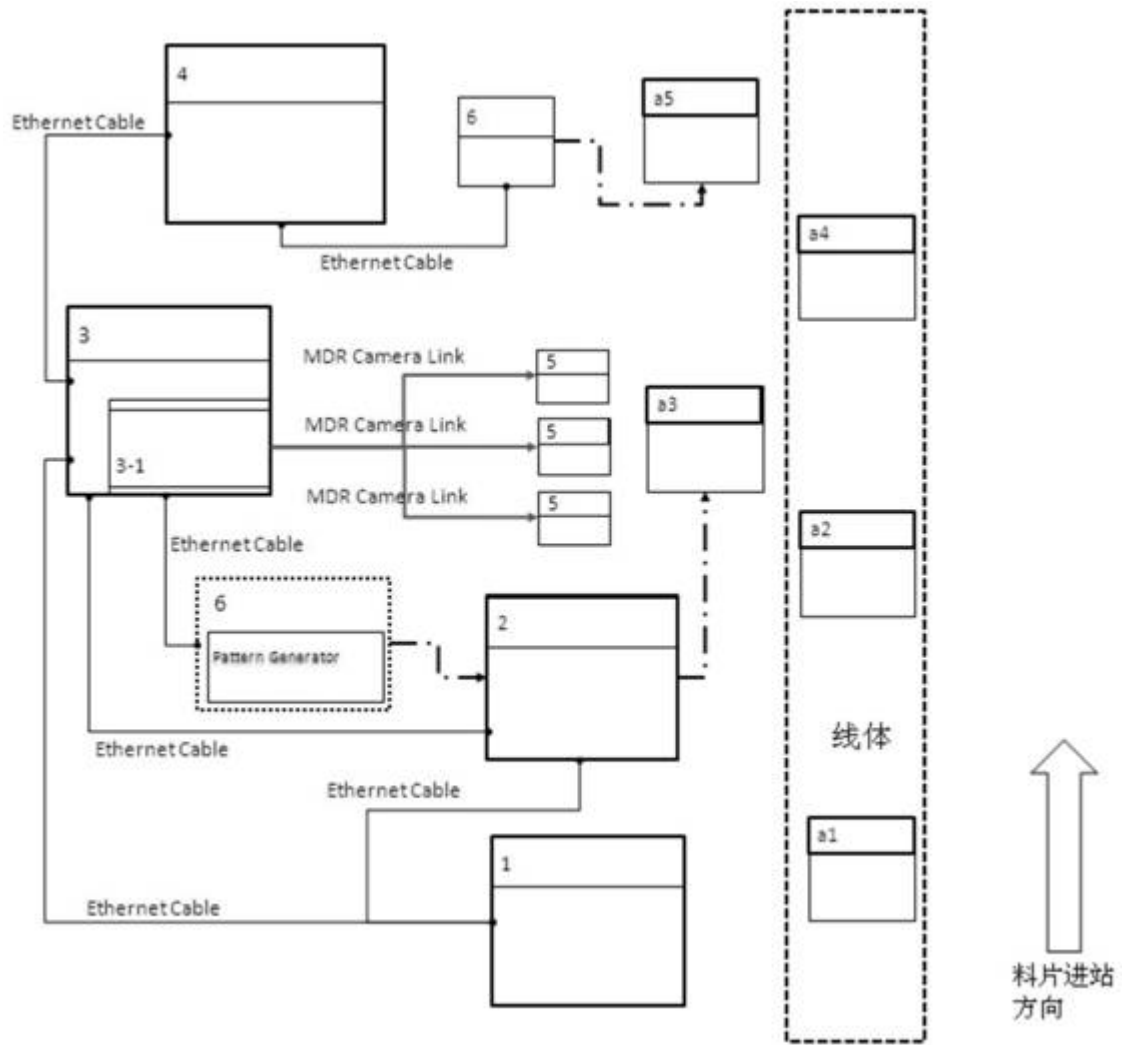 4
Ethernet Cable
6
a5
Ethernet Cable
a4
3
MDR Camera Link
5
a3
MDR Camera Link
5
3-1
MDR Camera Link
5
a2
Ethernet Cable
6
Pattern Generator
2
线体
Ethernet Cable
Ethernet Cable
a1
1
Ethernet Cable
料片进站
方向